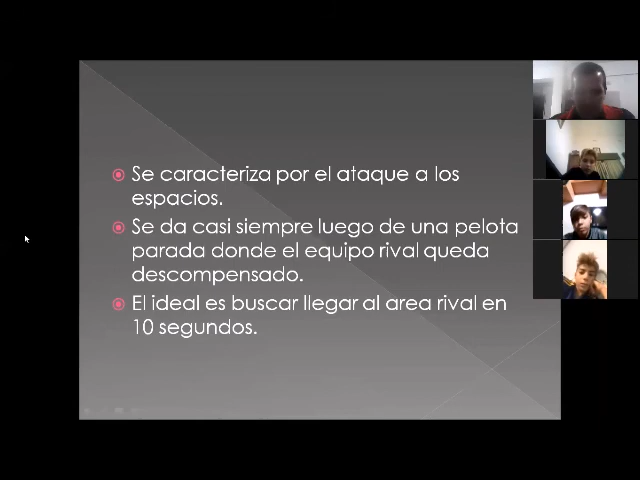 Se caracteriza por el ataque a los
espacios.
Se da casi siempre luego de una pelota
parada donde el equipo rival queda
descompensado.
El ideal es buscar llegar al area rival en
10 segundos.